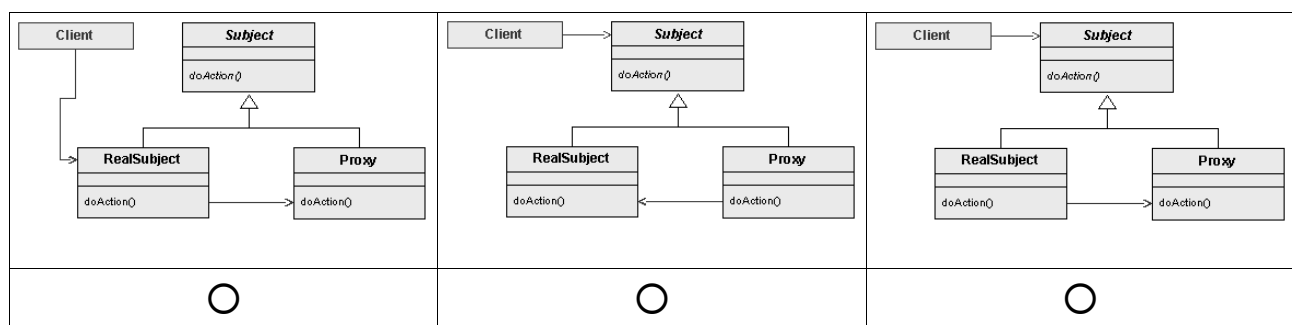 Client
Subject
doAction()
RealSubject
Proxy
doAction()
doAction()
Client
Subject
doAction()
RealSubject
Proxy
doAction()
doAction()
Client
Subject
doAction()
RealSubject
Proxy
doAction()
doAction()